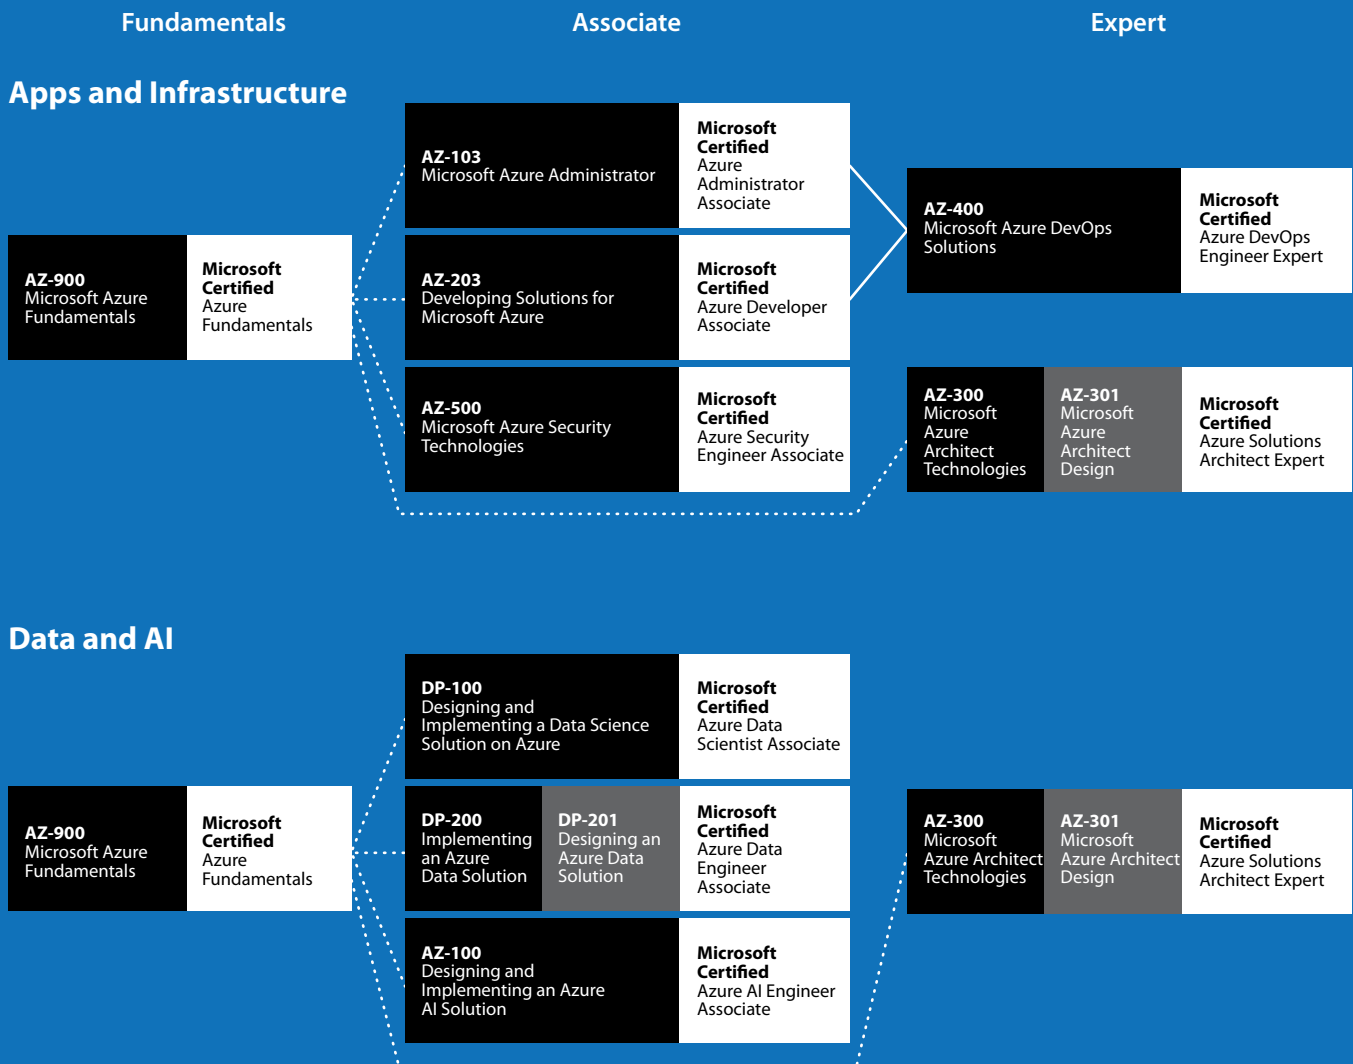 Fundamentals
Associate
Expert
Apps and Infrastructure
AZ-900
Microsoft Azure
Fundamentals
Microsoft
Certified
Azure
Fundamentals
AZ-103
Microsoft Azure Administrator
Microsoft
Certified
Azure
Administrator
Associate
AZ-203
Developing Solutions for
Microsoft Azure
Microsoft
Certified
Azure Developer
Associate
AZ-500
Microsoft Azure Security
Technologies
Microsoft
Certified
Azure Security
Engineer Associate
AZ-400
Microsoft Azure DevOps
Solutions
Microsoft
Certified
Azure DevOps
Engineer Expert
AZ-300
Microsoft
Azure
Architect
Technologies
AZ-301
Microsoft
Azure
Architect
Design
Microsoft
Certified
Azure Solutions
Architect Expert
Data and AI
AZ-900
Microsoft Azure
Fundamentals
Microsoft
Certified
Azure
Fundamentals
DP-100
Designing and
Implementing a Data Science
Solution on Azure
Microsoft
Certified
Azure Data
Scientist Associate
DP-200
Implementing
an Azure
Data Solution
DP-201
Designing an
Azure Data
Solution
Microsoft
Certified
Azure Data
Engineer
Associate
AZ-100
Designing and
Implementing an Azure
AI Solution
Microsoft
Certified
Azure AI Engineer
Associate
AZ-300
Microsoft
Azure Architect
Technologies
AZ-301
Microsoft
Azure Architect
Design
Microsoft
Certified
Azure Solutions
Architect Expert